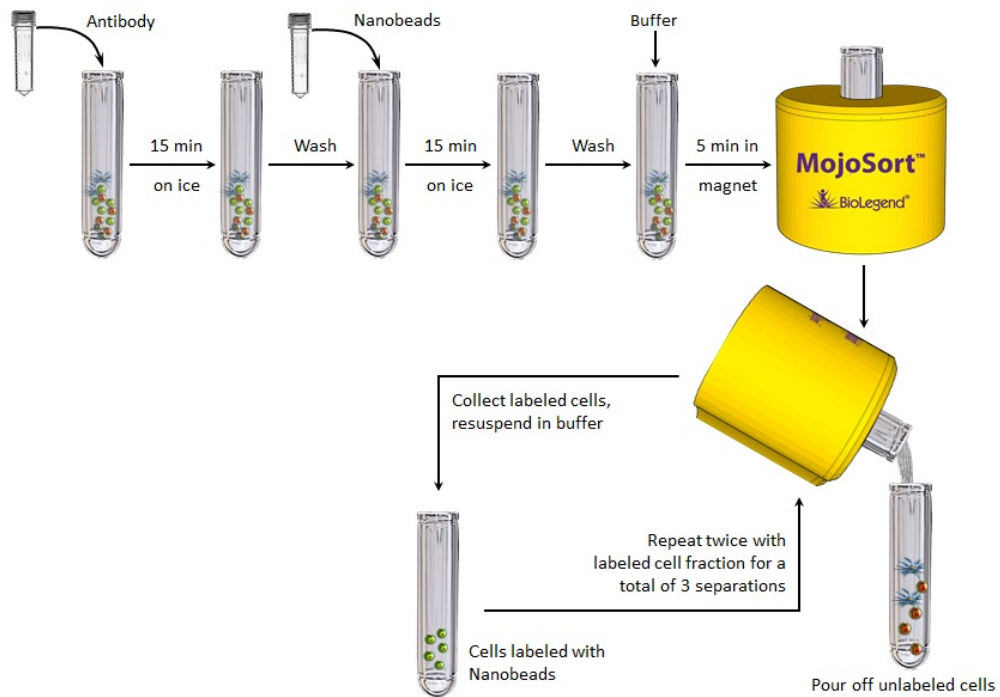 Antibody
Nanobeads
Buffer
15 min
on ice
Wash
15 min
on ice
Wash
5 min in
magnet
MojoSort™
BioLegend®
Collect labeled cells,
resuspend in buffer
Repeat twice with
labeled cell fraction for a
total of 3 separations
Cells labeled with
Nanobeads
Pour off unlabeled cells